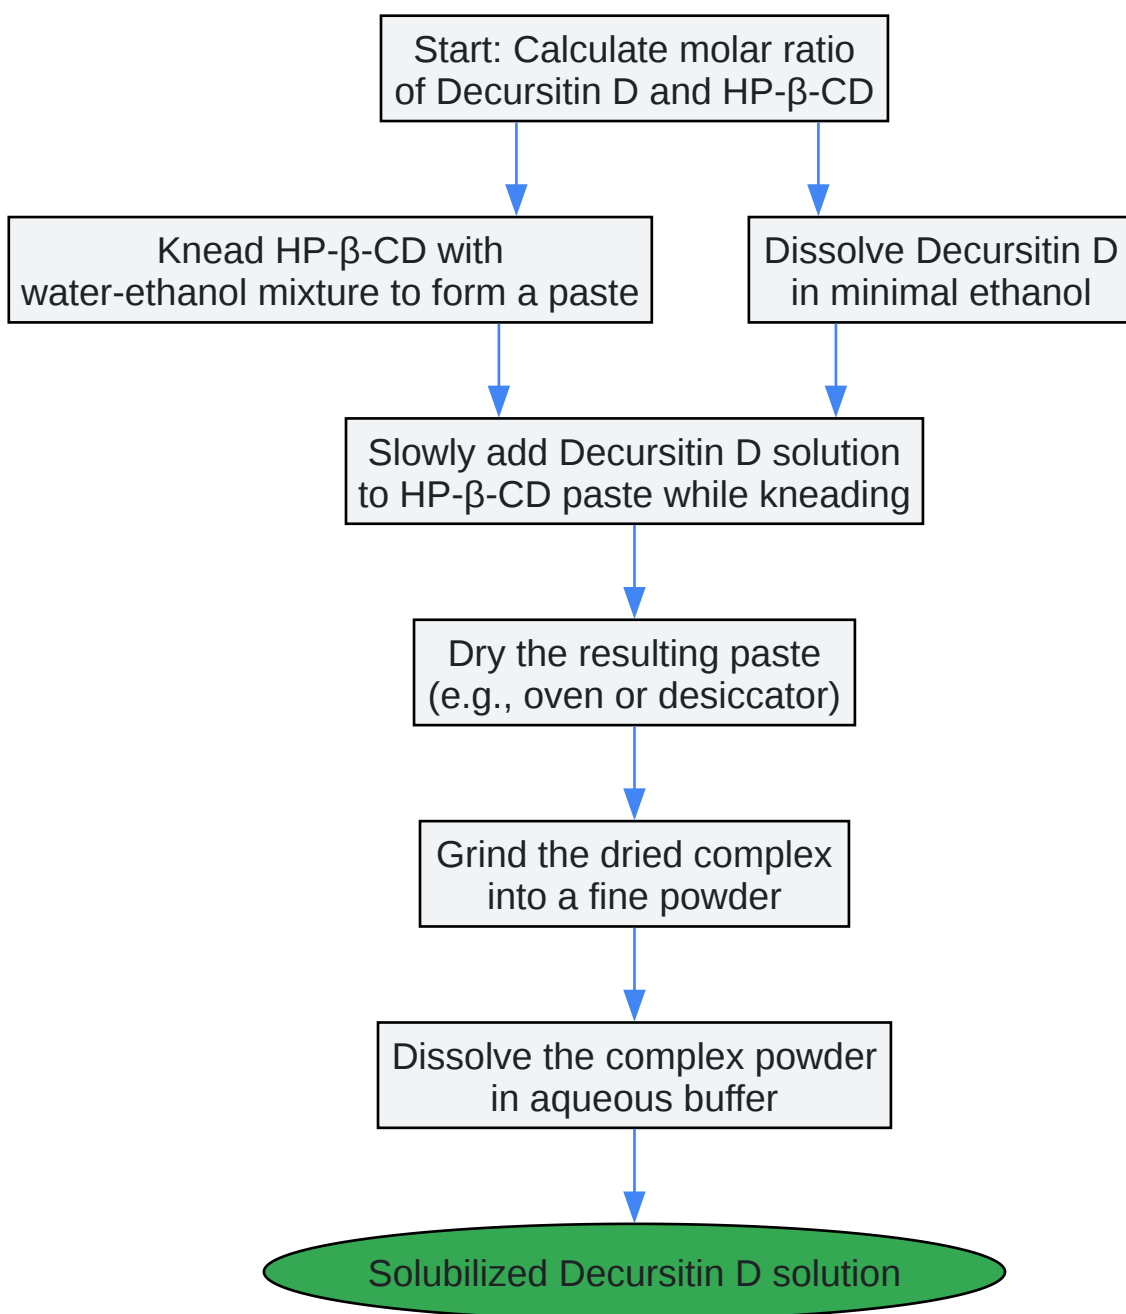 Start: Calculate molar ratio
of Decursitin D and HP-β-CD
Knead HP-β-CD with
water-ethanol mixture to form a paste
Dissolve Decursitin D
in minimal ethanol
Slowly add Decursitin D solution
to HP-β-CD paste while kneading
Dry the resulting paste
(e.g., oven or desiccator)
Grind the dried complex
into a fine powder
Dissolve the complex powder
in aqueous buffer
Solubilized Decursitin D solution